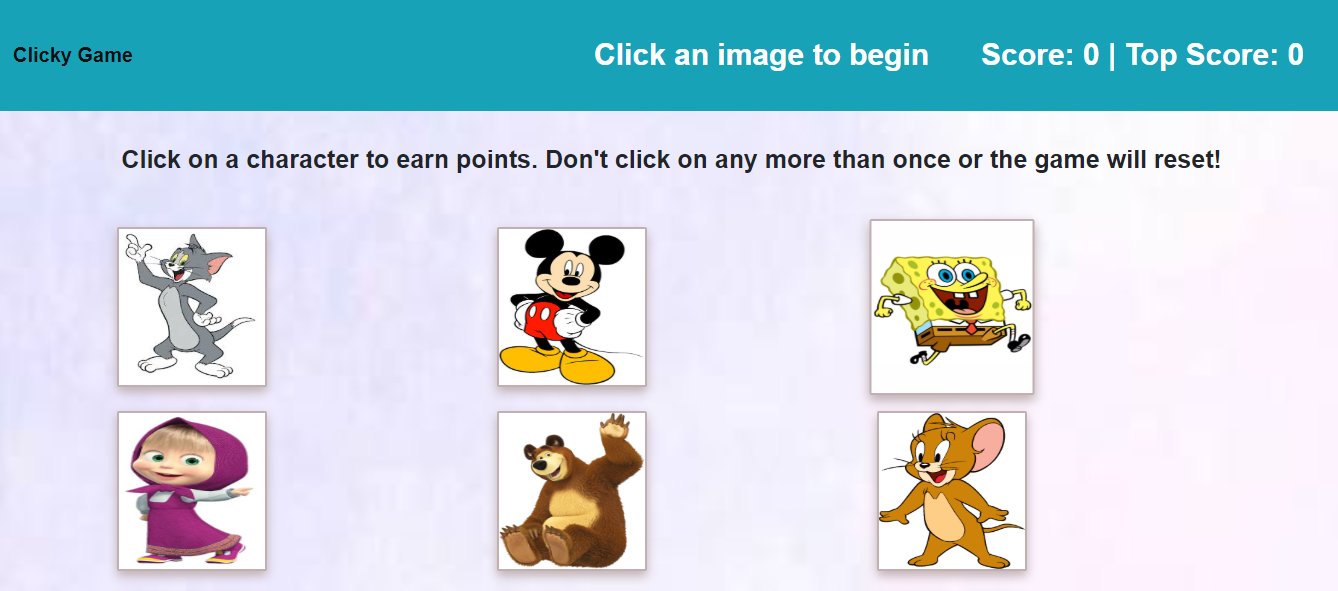 Clicky Game
Click an image to begin
Score: 0 | Top Score: 0
Click on a character to earn points. Don't click on any more than once or the game will reset!